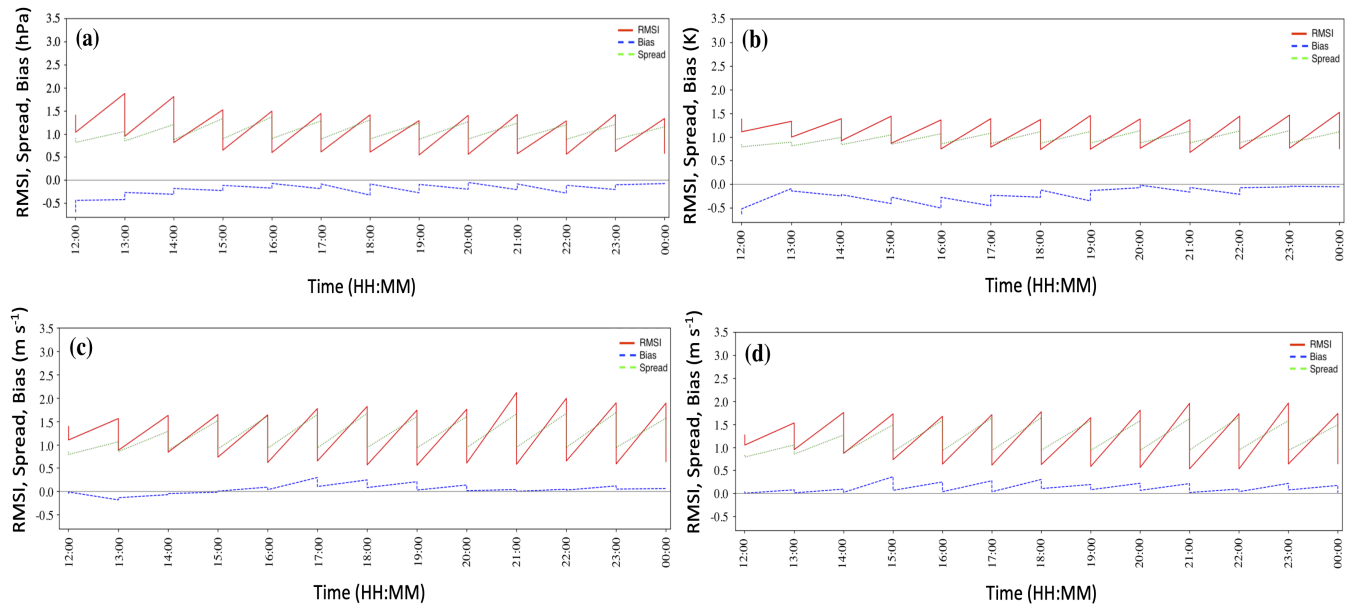 (a)
RMSI, Spread, Bias (hPa)
3.5
3.0
2.5
2.0
1.5
1.0
0.5
0.0
-0.5
RMSI
Bias
Spread
12:00 13:00 14:00 15:00 16:00 17:00 18:00 19:00 20:00 21:00 22:00 23:00 00:00
Time (HH:MM)
(b)
RMSI, Spread, Bias (K)
3.5
3.0
2.5
2.0
1.5
1.0
0.5
0.0
-0.5
RMSI
Bias
Spread
12:00 13:00 14:00 15:00 16:00 17:00 18:00 19:00 20:00 21:00 22:00 23:00 00:00
Time (HH:MM)
(c)
RMSI, Spread, Bias (m s⁻¹)
3.5
3.0
2.5
2.0
1.5
1.0
0.5
0.0
-0.5
RMSI
Bias
Spread
12:00 13:00 14:00 15:00 16:00 17:00 18:00 19:00 20:00 21:00 22:00 23:00 00:00
Time (HH:MM)
(d)
RMSI, Spread, Bias (m s⁻¹)
3.5
3.0
2.5
2.0
1.5
1.0
0.5
0.0
-0.5
RMSI
Bias
Spread
12:00 13:00 14:00 15:00 16:00 17:00 18:00 19:00 20:00 21:00 22:00 23:00 00:00
Time (HH:MM)